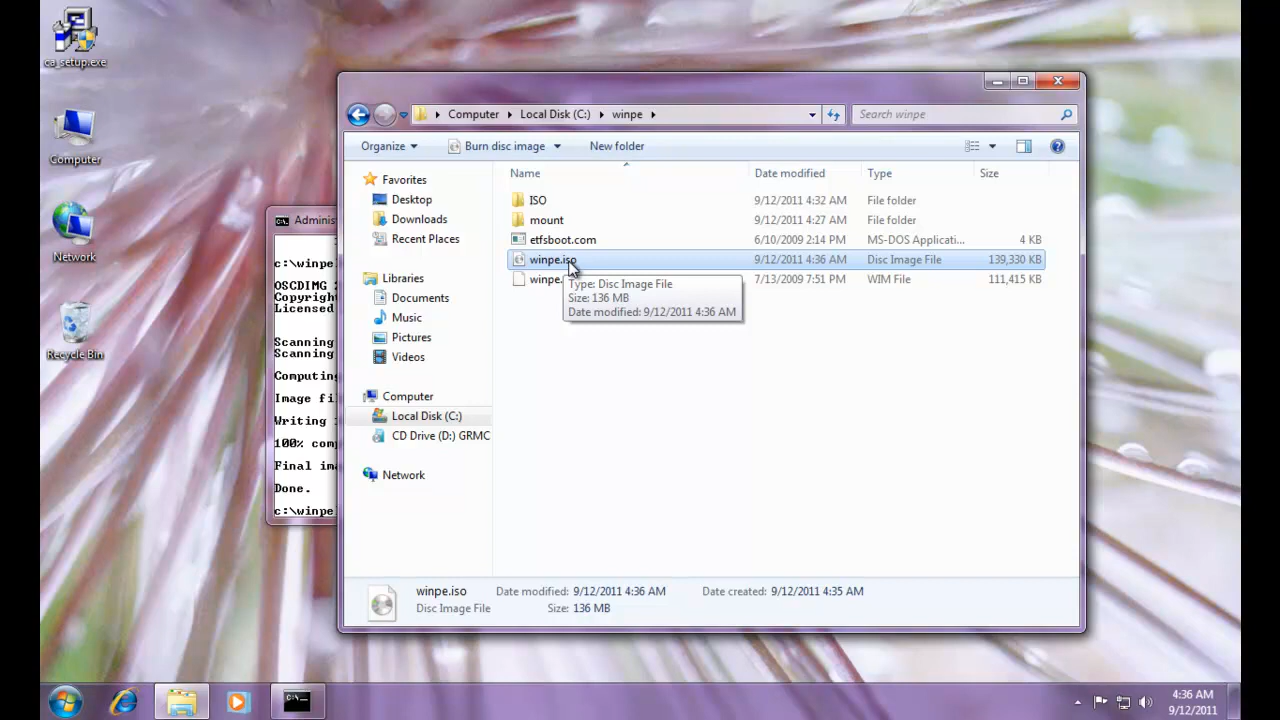 ca_setup.exe
Computer
Network
Recycle Bin
Adminis
c:\winpe
OSCDIMG
Copyright
Licensed
Scanning
Scanning
Computing
Image fi
Writing
100% com
Final im
Done.
c:\winpe
Computer Local Disk (C:) winpe
Search winpe
Organize Burn disc image New folder
Favorites
Desktop
Downloads
Recent Places
Libraries
Documents
Music
Pictures
Videos
Computer
Local Disk (C:)
CD Drive (D:) GRMC
Network
Name Date modified Type Size
ISO 9/12/2011 4:32 AM File folder
mount 9/12/2011 4:27 AM File folder
etfsboot.com 6/10/2009 2:14 PM MS-DOS Applicati... 4 KB
winpe.iso 9/12/2011 4:36 AM Disc Image File 139,330 KB
winpe. 7/13/2009 7:51 PM WIM File 111,415 KB
Type: Disc Image File
Size: 136 MB
Date modified: 9/12/2011 4:36 AM
winpe.iso Date modified: 9/12/2011 4:36 AM Date created: 9/12/2011 4:35 AM
Disc Image File Size: 136 MB
4:36 AM
9/12/2011